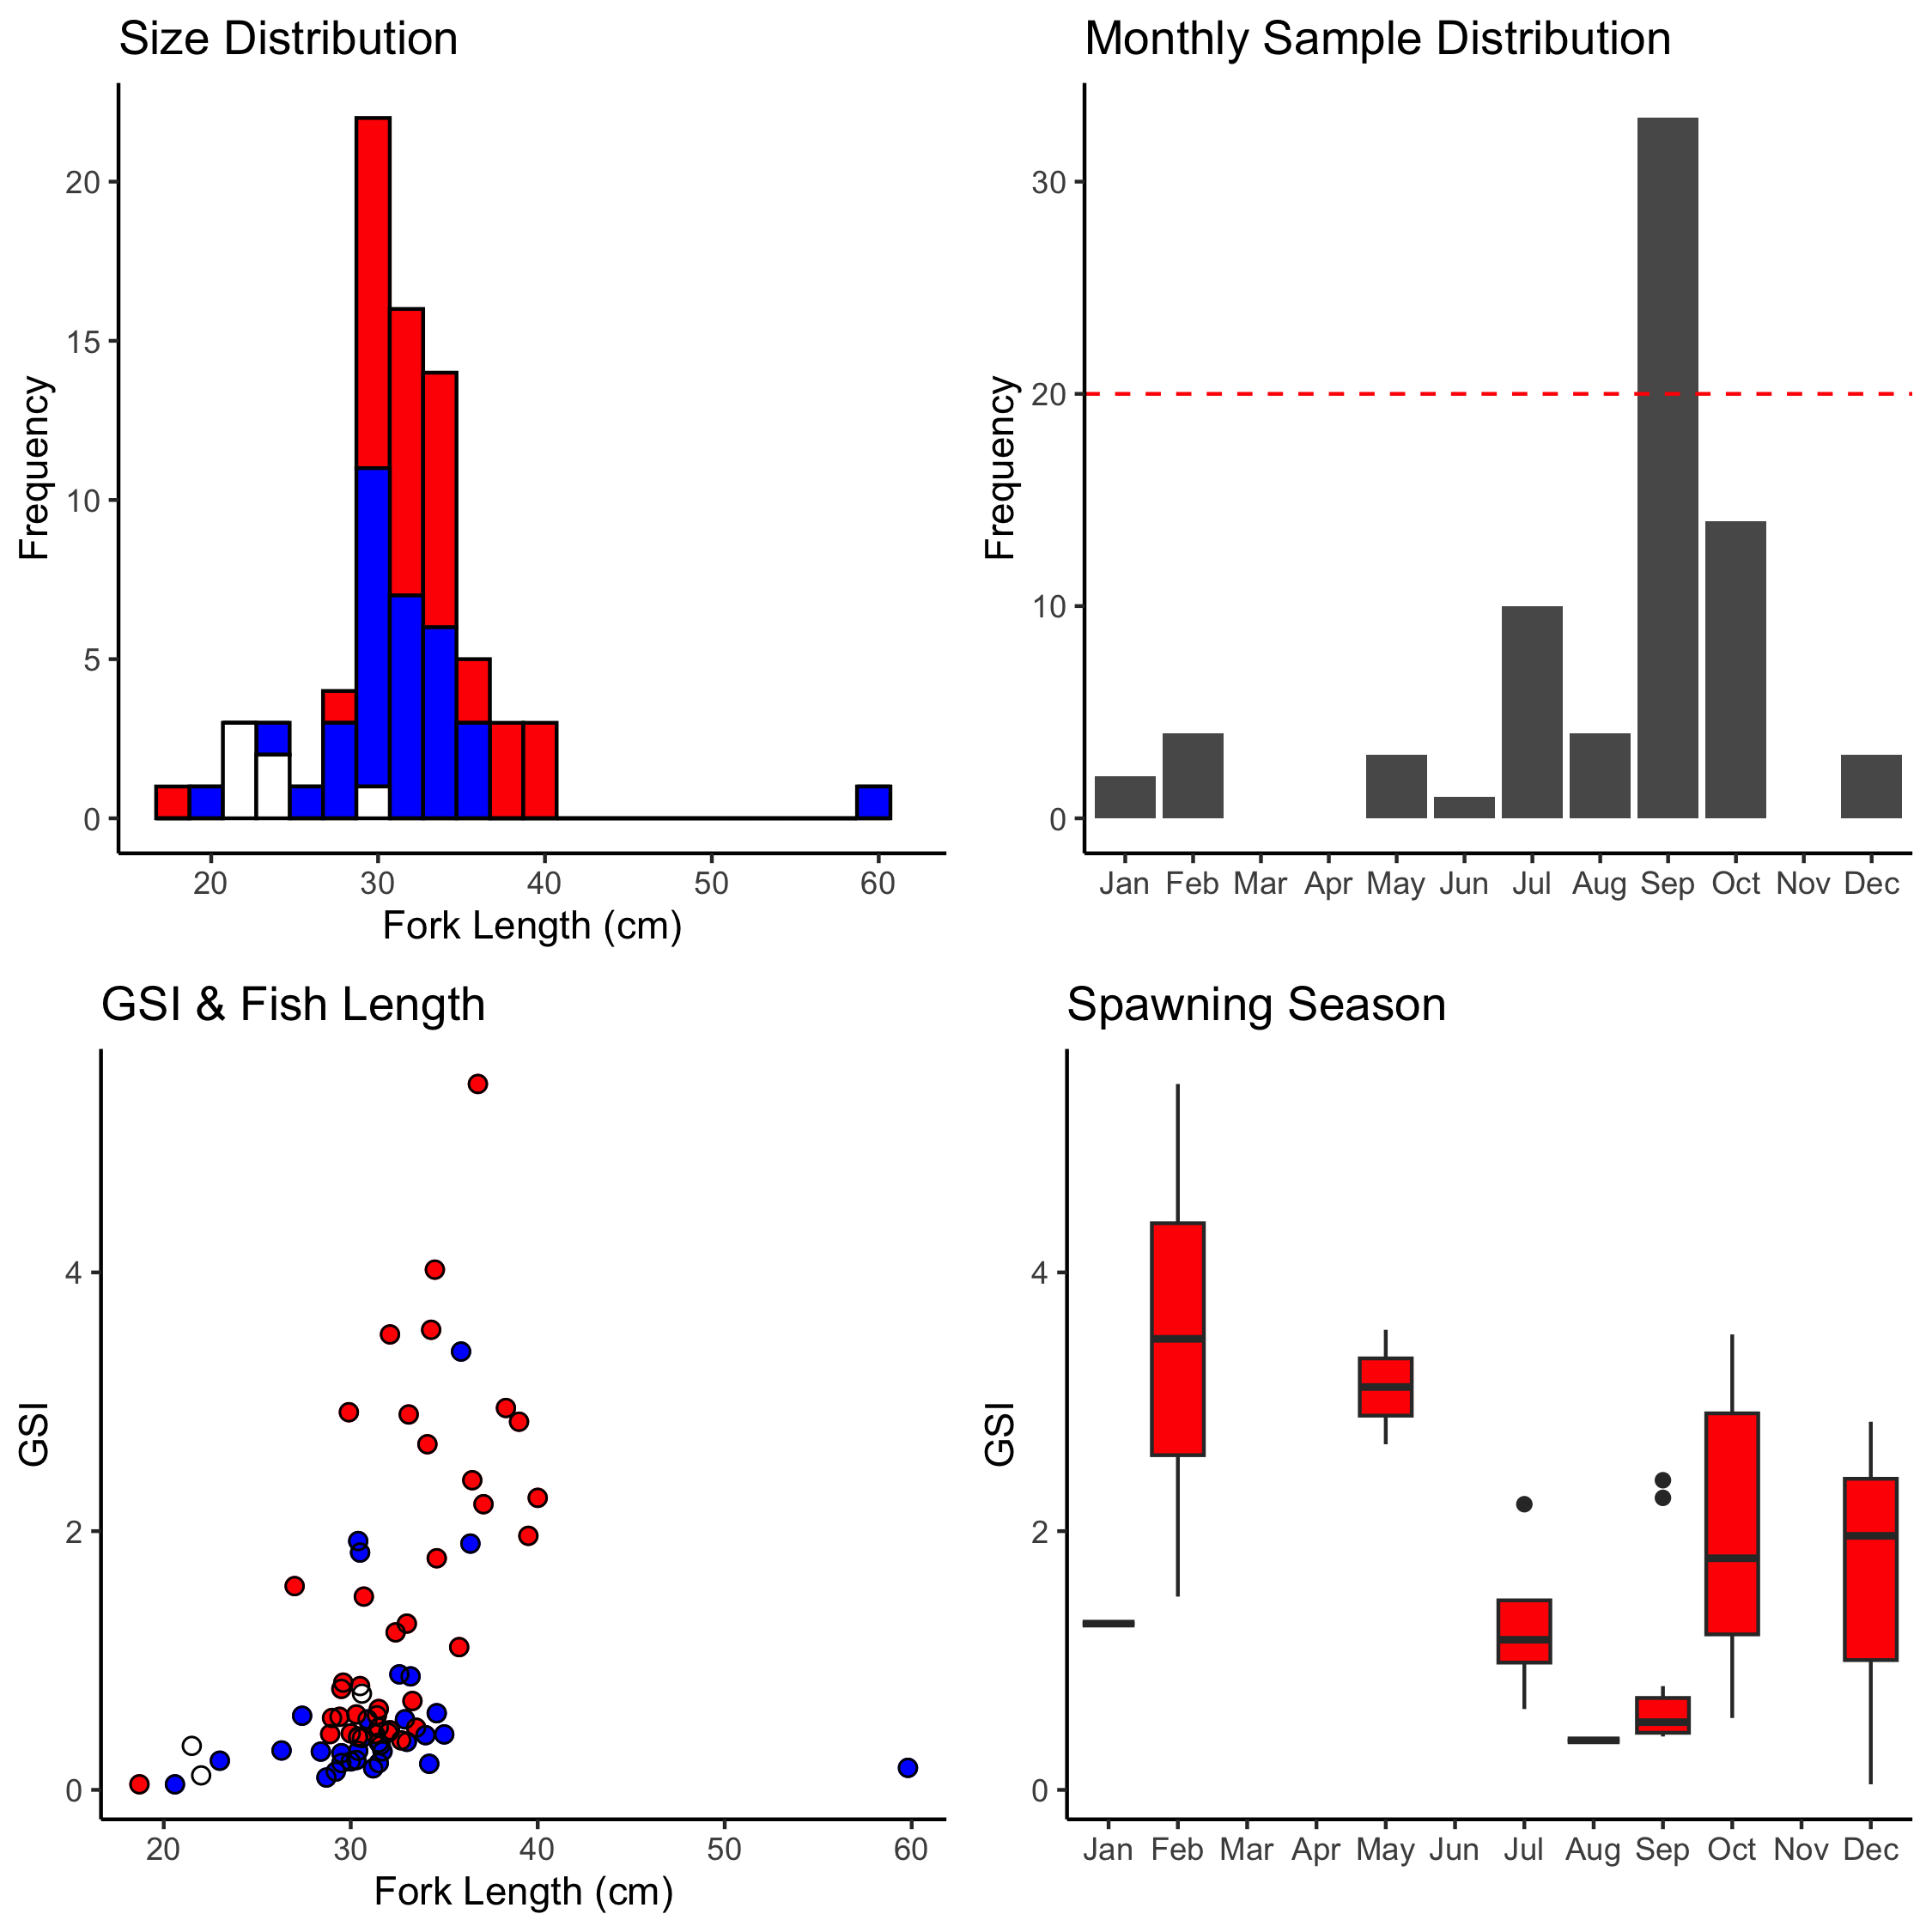 Size Distribution
Frequency
20
15
10
5
0
20 30 40 50 60
Fork Length (cm)
Monthly Sample Distribution
Frequency
30
20
10
0
Jan Feb Mar Apr May Jun Jul Aug Sep Oct Nov Dec
GSI & Fish Length
GSI
4
2
0
20 30 40 50 60
Fork Length (cm)
Spawning Season
GSI
4
2
0
Jan Feb Mar Apr May Jun Jul Aug Sep Oct Nov Dec